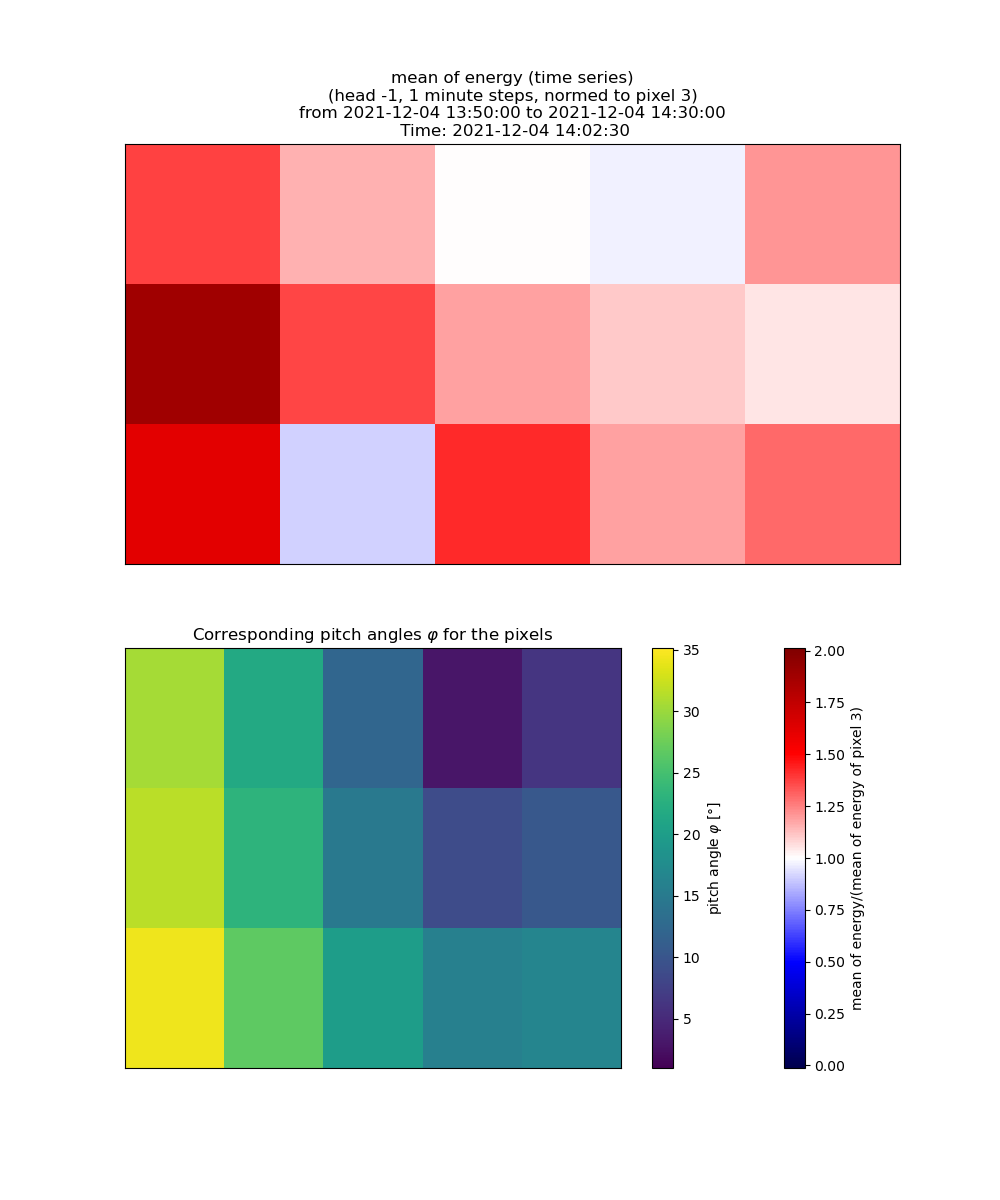 mean of energy (time series)
(head -1, 1 minute steps, normed to pixel 3)
from 2021-12-04 13:50:00 to 2021-12-04 14:30:00
Time: 2021-12-04 14:02:30
Corresponding pitch angles φ for the pixels
35
30
25
20
15
10
5
pitch angle φ [°]
2.00
1.75
1.50
1.25
1.00
0.75
0.50
0.25
0.00
mean of energy/(mean of energy of pixel 3)